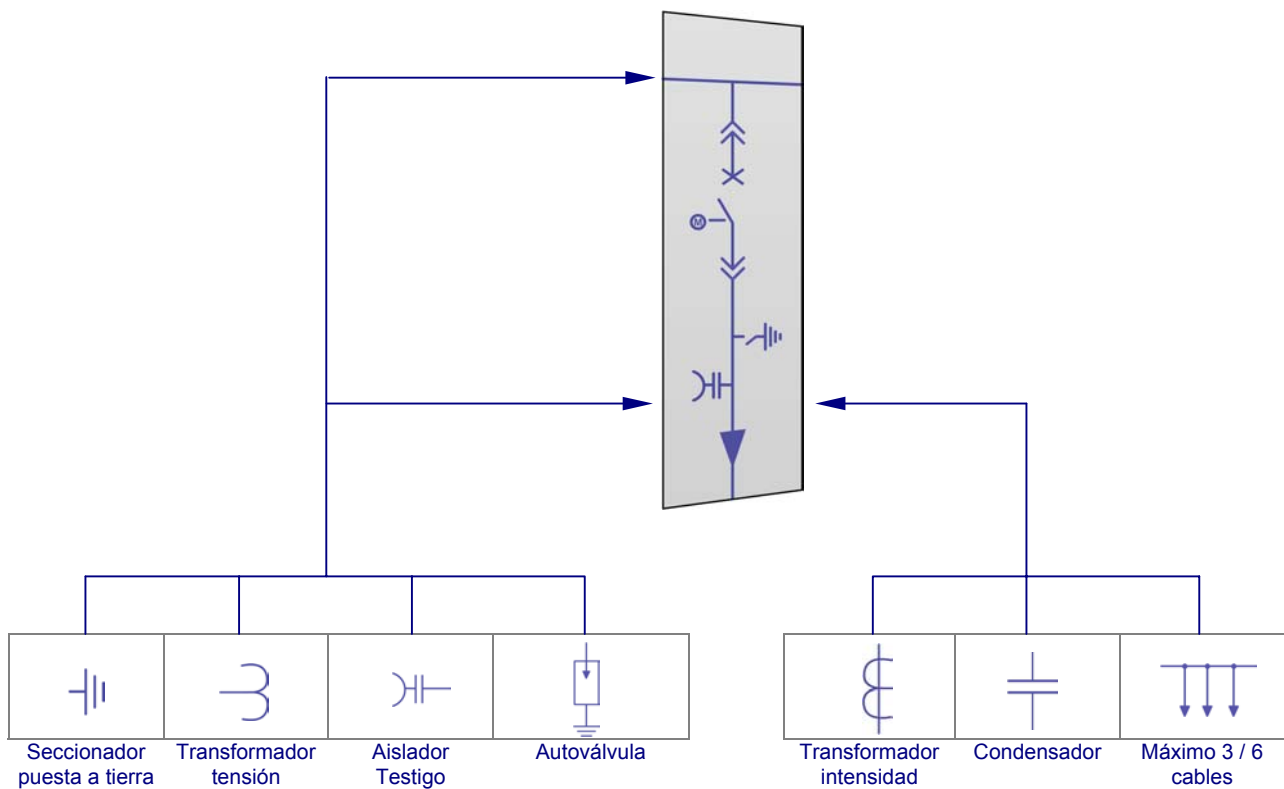 M
Seccionador
puesta a tierra
Transformador
tensión
Aislador
Testigo
Autoválvula
Transformador
intensidad
Condensador
Máximo 3 / 6
cables